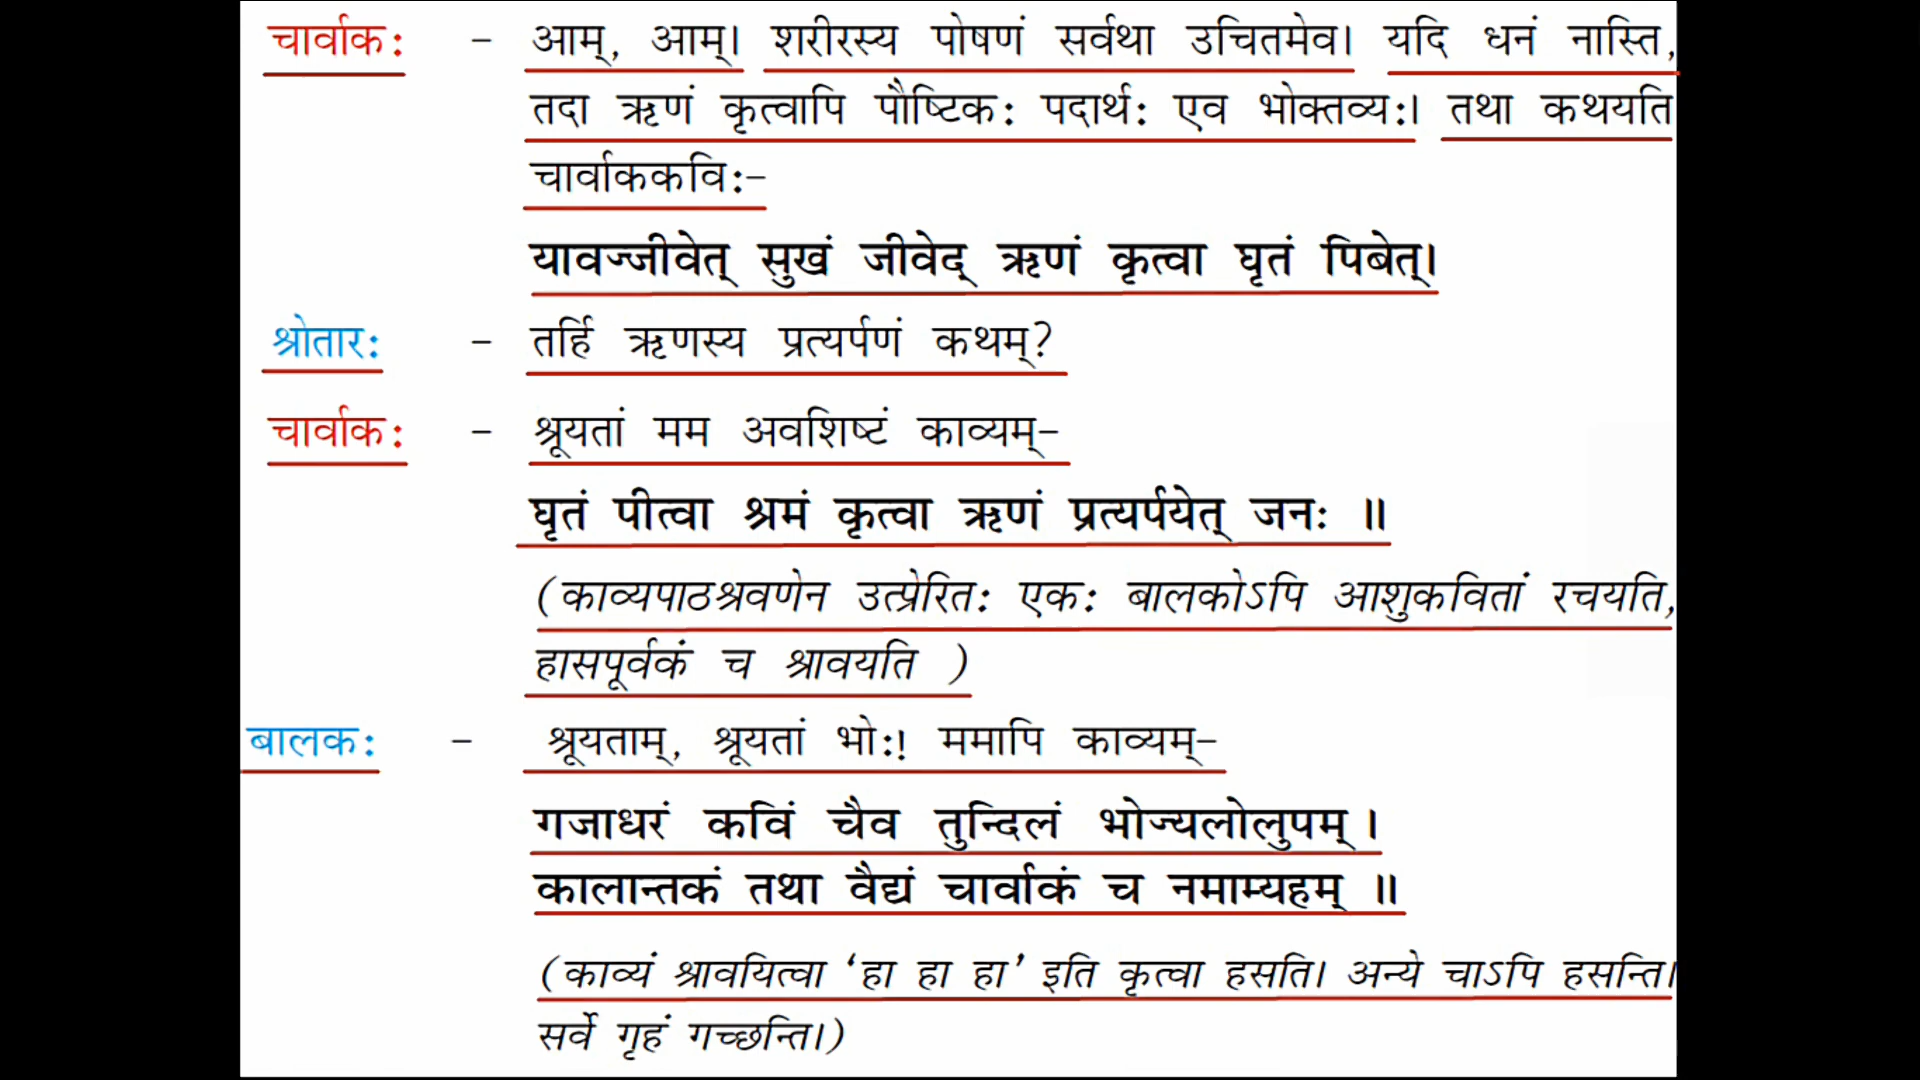 चार्वाक: - आम्, आम्। शरीरस्य पोषणं सर्वथा उचितमेव। यदि धनं नास्ति,
तदा ऋणं कृत्वापि पौष्टिक: पदार्थ: एव भोक्तव्य:। तथा कथयति
चार्वाककवि:-
यावज्जीवेत् सुखं जीवेद् ऋणं कृत्वा घृतं पिबेत्।
श्रोतार: - तर्हि ऋणस्य प्रत्यर्पणं कथम्?
चार्वाक: - श्रूयतां मम अवशिष्टं काव्यम्-
घृतं पीत्वा श्रमं कृत्वा ऋणं प्रत्यर्पयेत् जनः ॥
(काव्यपाठश्रवणेन उत्प्रेरित: एक: बालकोऽपि आशुकवितां रचयति,
हासपूर्वकं च श्रावयति )
बालक: - श्रूयताम्, श्रूयतां भो:! ममापि काव्यम्-
गजाधरं कविं चैव तुन्दिलं भोज्यलोलुपम् ।
कालान्तकं तथा वैद्यं चार्वाकं च नमाम्यहम् ॥
(काव्यं श्रावयित्वा ‘हा हा हा’ इति कृत्वा हसति। अन्ये चाऽपि हसन्ति।
सर्वे गृहं गच्छन्ति।)